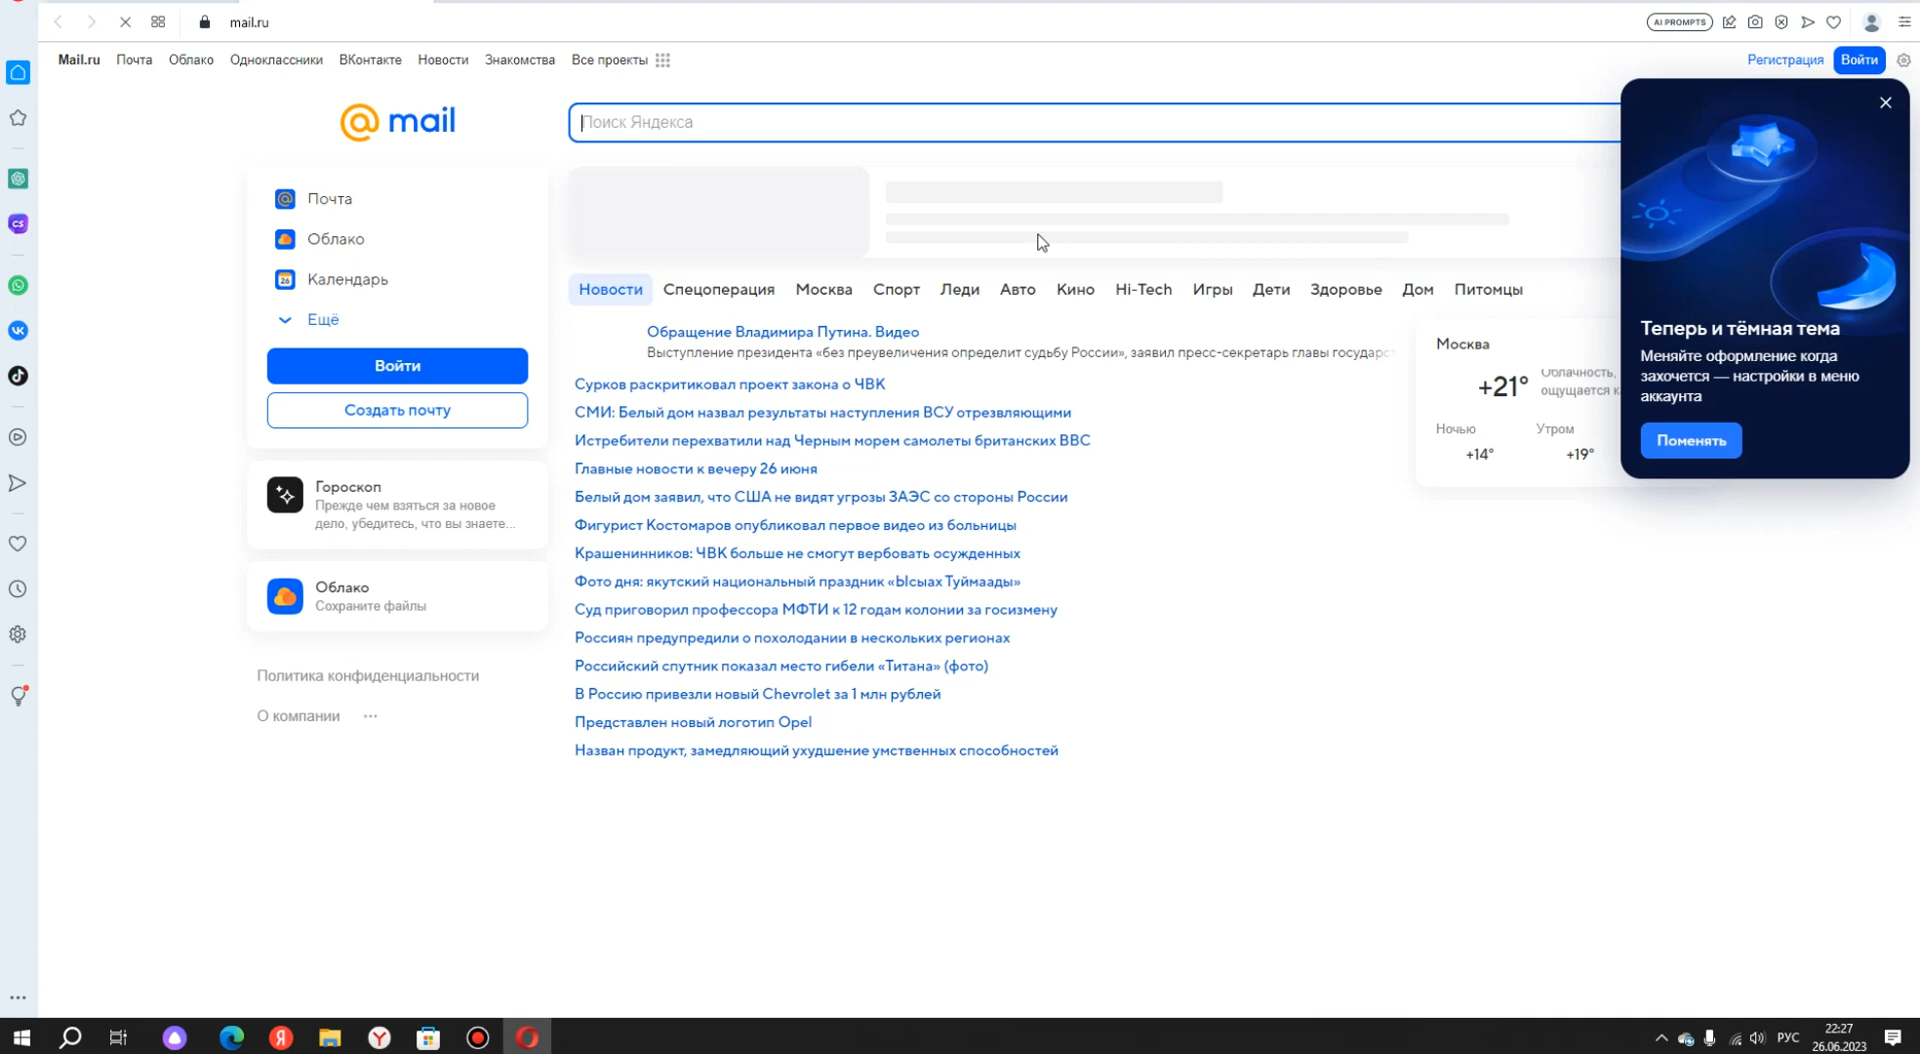 mail.ru
AI PROMPTS
Mail.ru Почта Облако Одноклассники ВКонтакте Новости Знакомства Все проекты
Регистрация Войти
mail
Поиск Яндекса
Почта
Облако
26 Календарь
Ещё
Войти
Создать почту
Гороскоп
Прежде чем взяться за новое
дело, убедитесь, что вы знаете...
Облако
Сохраните файлы
Политика конфиденциальности
О компании ...
Новости Спецоперация Москва Спорт Леди Авто Кино Hi-Tech Игры Дети Здоровье Дом Питомцы
Обращение Владимира Путина. Видео
Выступление президента «без преувеличения определит судьбу России», заявил пресс-секретарь главы государст
Сурков раскритиковал проект закона о ЧВК
СМИ: Белый дом назвал результаты наступления ВСУ отрезвляющими
Истребители перехватили над Черным морем самолеты британских ВВС
Главные новости к вечеру 26 июня
Белый дом заявил, что США не видят угрозы ЗАЭС со стороны России
Фигурист Костомаров опубликовал первое видео из больницы
Крашенинников: ЧВК больше не смогут вербовать осужденных
Фото дня: якутский национальный праздник «Ысыах Туймаады»
Суд приговорил профессора МФТИ к 12 годам колонии за госизмену
Россиян предупредили о похолодании в нескольких регионах
Российский спутник показал место гибели «Титана» (фото)
В Россию привезли новый Chevrolet за 1 млн рублей
Представлен новый логотип Opel
Назван продукт, замедляющий ухудшение умственных способностей
Москва
+21° Облачность,
ощущается к
Ночью Утром
+14° +19°
Теперь и тёмная тема
Меняйте оформление когда
захочется — настройки в меню
аккаунта
Поменять
CS
РУС
22:27
26.06.2023